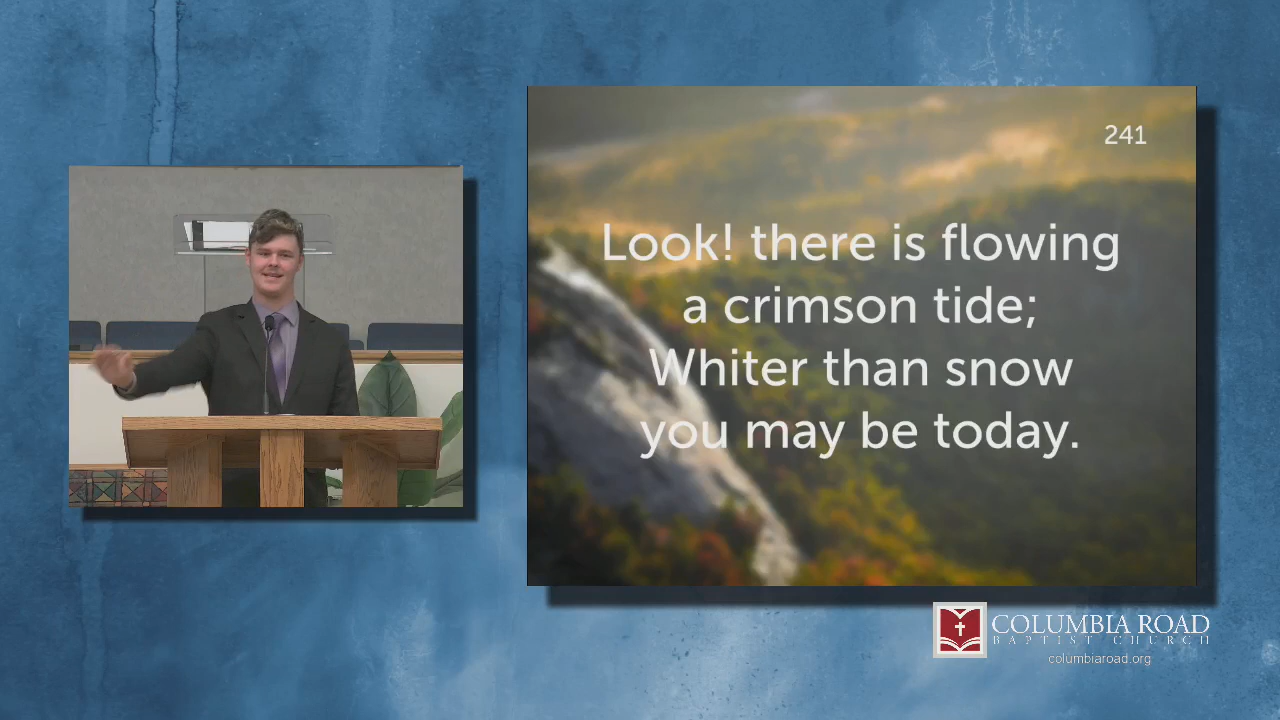 241
Look! there is flowing
a crimson tide;
Whiter than snow
you may be today.
COLUMBIA ROAD
BAPTIST CHURCH
columbiaroad.org